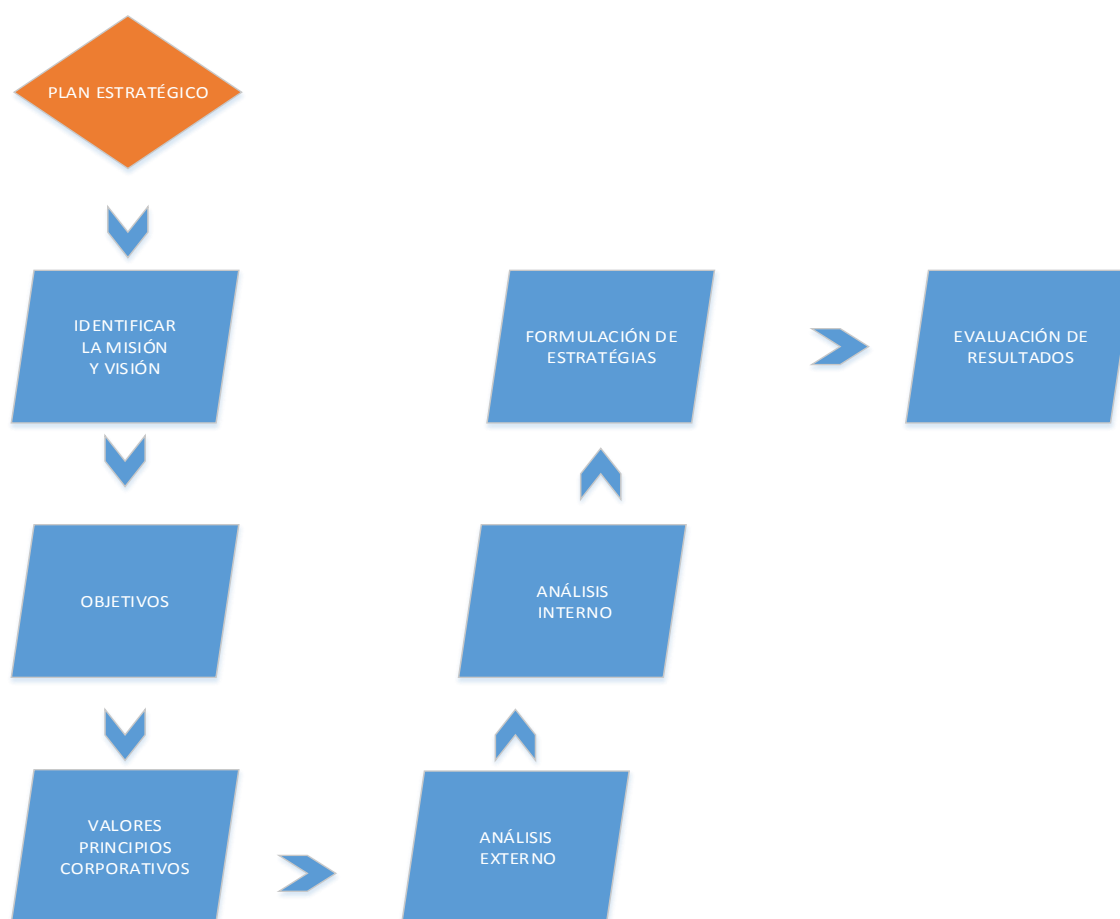 PLAN ESTRATÉGICO
IDENTIFICAR
LA MISIÓN
Y VISIÓN
OBJETIVOS
VALORES
PRINCIPIOS
CORPORATIVOS
ANÁLISIS
EXTERNO
ANÁLISIS
INTERNO
FORMULACIÓN DE
ESTRATÉGIAS
EVALUACIÓN DE
RESULTADOS